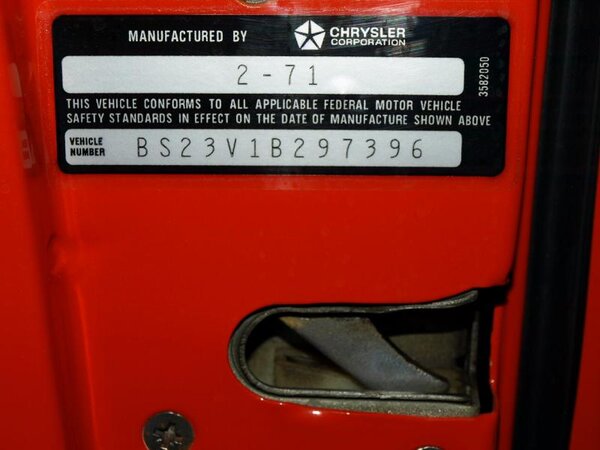 MANUFACTURED BY CHRYSLER CORPORATION
2-71
3582050
THIS VEHICLE CONFORMS TO ALL APPLICABLE FEDERAL MOTOR VEHICLE
SAFETY STANDARDS IN EFFECT ON THE DATE OF MANUFACTURE SHOWN ABOVE
VEHICLE NUMBER BS23V1B297396